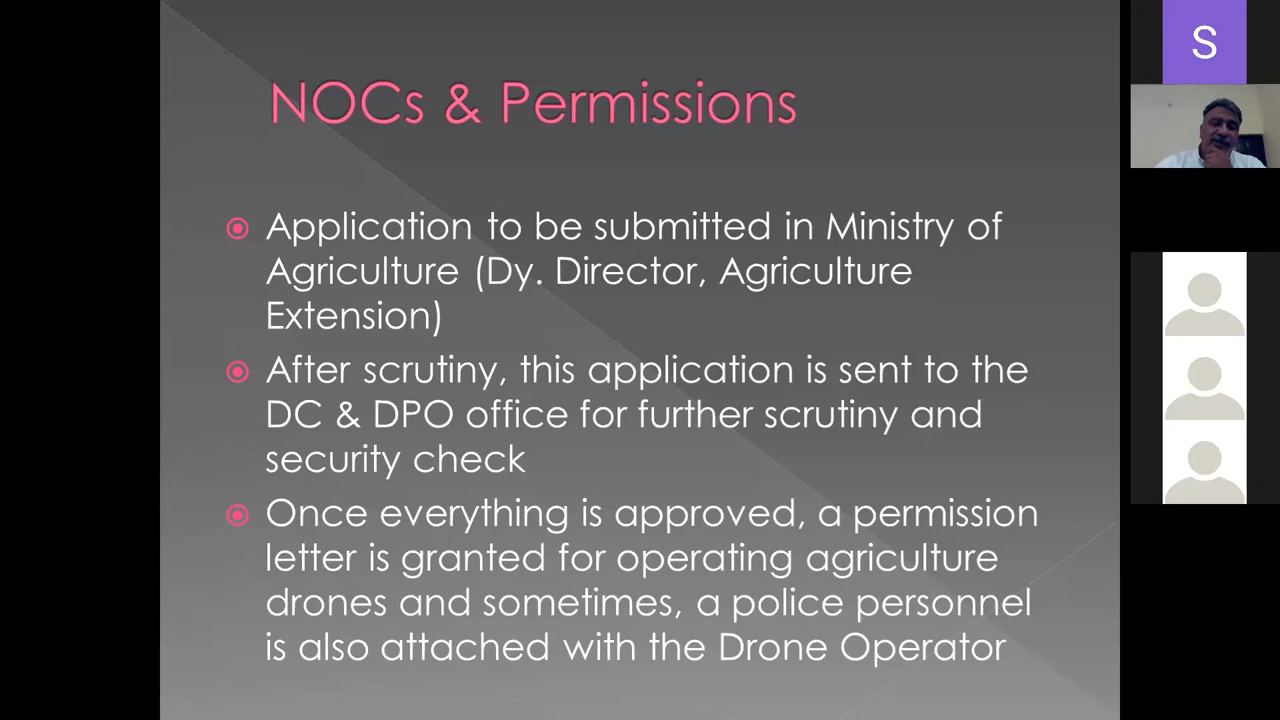 NOCs & Permissions
Application to be submitted in Ministry of
Agriculture (Dy. Director, Agriculture
Extension)
After scrutiny, this application is sent to the
DC & DPO office for further scrutiny and
security check
Once everything is approved, a permission
letter is granted for operating agriculture
drones and sometimes, a police personnel
is also attached with the Drone Operator
S